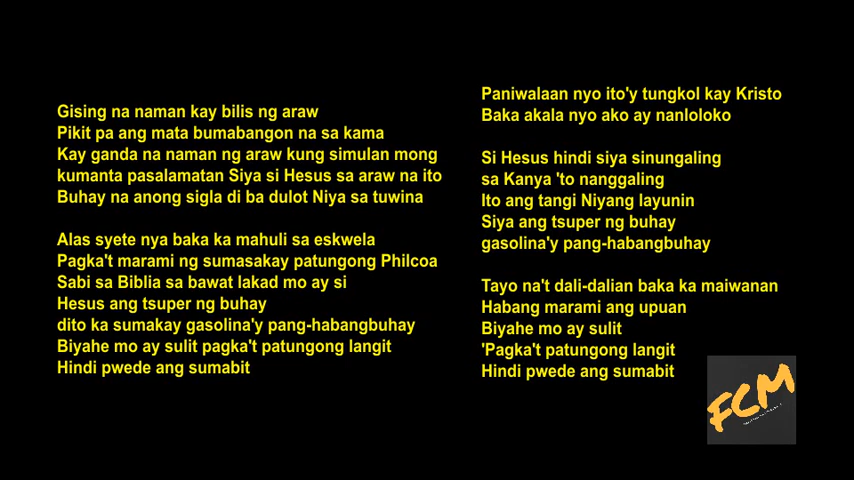 Gising na naman kay bilis ng araw
Pikit pa ang mata bumabangon na sa kama
Kay ganda na naman ng araw kung simulan mong
kumanta pasalamatan Siya si Hesus sa araw na ito
Buhay na anong sigla di ba dulot Niya sa tuwina
Alas syete nya baka ka mahuli sa eskwela
Pagka't marami ng sumasakay patungong Philcoa
Sabi sa Biblia sa bawat lakad mo ay si
Hesus ang tsuper ng buhay
dito ka sumakay gasolina'y pang-habangbuhay
Biyahe mo ay sulit pagka't patungong langit
Hindi pwede ang sumabit
Paniwalaan nyo ito'y tungkol kay Kristo
Baka akala nyo ako ay nanloloko
Si Hesus hindi siya sinungaling
sa Kanya 'to nanggaling
Ito ang tangi Niyang layunin
Siya ang tsuper ng buhay
gasolina'y pang-habangbuhay
Tayo na't dali-dalian baka ka maiwanan
Habang marami ang upuan
Biyahe mo ay sulit
'Pagka't patungong langit
Hindi pwede ang sumabit
FCM